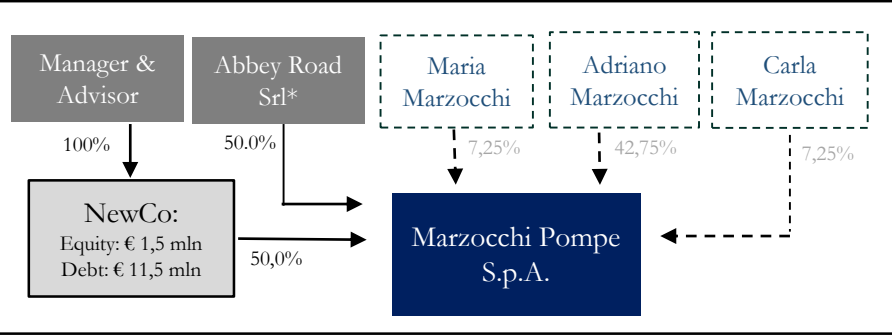 Manager &
Advisor
Abbey Road
Srl*
Maria
Marzocchi
Adriano
Marzocchi
Carla
Marzocchi
100%
50.0%
7,25%
42,75%
7,25%
NewCo:
Equity: € 1,5 mln
Debt: € 11,5 mln
50,0%
Marzocchi Pompe
S.p.A.